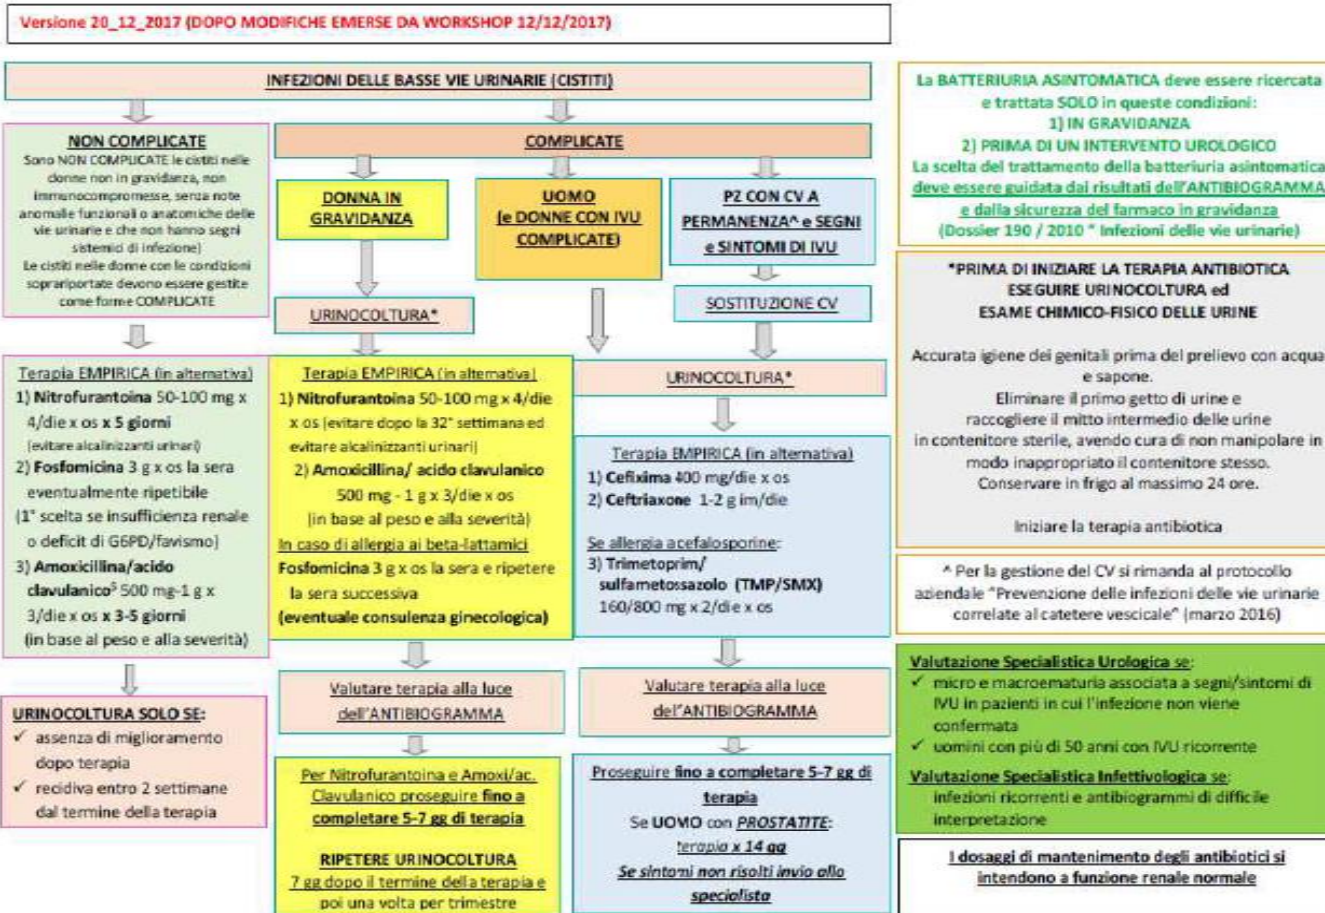 Versione 20_12_2017 (DOPO MODIFICHE EMERSE DA WORKSHOP 12/12/2017)
INFEZIONI DELLE BASSE VIE URINARIE (CISTITI)
NON COMPLICATE
Sono NON COMPLICATE le cistiti nelle
donne non in gravidanza, non
immunocompromesse, senza note
anomalie funzionali o anatomiche delle
vie urinarie e che non hanno segni
sistemici di infezione)
Le cistiti nelle donne con le condizioni
soprariportate devono essere gestite
come forme COMPLICATE
Terapia EMPIRICA (in alternativa)
1) Nitrofurantoina 50-100 mg x
4/die x os x 5 giorni
(evitare alcalinizzanti urinari)
2) Fosfomicina 3 g x os la sera
eventualmente ripetibile
(1° scelta se insufficienza renale
o deficit di G6PD/favismo)
3) Amoxicillina/acido
clavulanico§ 500 mg-1 g x
3/die x os x 3-5 giorni
(in base al peso e alla severità)
URINOCOLTURA SOLO SE:
✓ assenza di miglioramento
dopo terapia
✓ recidiva entro 2 settimane
dal termine della terapia
COMPLICATE
DONNA IN
GRAVIDANZA
URINOCOLTURA*
Terapia EMPIRICA (in alternativa)
1) Nitrofurantoina 50-100 mg x 4/die
x os (evitare dopo la 32° settimana ed
evitare alcalinizzanti urinari)
2) Amoxicillina/ acido clavulanico
500 mg - 1 g x 3/die x os
(in base al peso e alla severità)
In caso di allergia ai beta-lattamici
Fosfomicina 3 g x os la sera e ripetere
la sera successiva
(eventuale consulenza ginecologica)
Valutare terapia alla luce
dell'ANTIBIOGRAMMA
Per Nitrofurantoina e Amoxi/ac.
Clavulanico proseguire fino a
completare 5-7 gg di terapia
RIPETERE URINOCOLTURA
7 gg dopo il termine della terapia e
poi una volta per trimestre
UOMO
(e DONNE CON IVU
COMPLICATE)
PZ CON CV A
PERMANENZA^ e SEGNI
e SINTOMI DI IVU
SOSTITUZIONE CV
URINOCOLTURA*
Terapia EMPIRICA (in alternativa)
1) Cefixima 400 mg/die x os
2) Ceftriaxone 1-2 g im/die
Se allergia acefalosporine:
3) Trimetoprim/
sulfametossazolo (TMP/SMX)
160/800 mg x 2/die x os
Valutare terapia alla luce
del'ANTIBIOGRAMMA
Proseguire fino a completare 5-7 gg di
terapia
Se UOMO con PROSTATITE:
terapia x 14 gg
Se sintomi non risolti invio allo
specialista
La BATTERIURIA ASINTOMATICA deve essere ricercata
e trattata SOLO in queste condizioni:
1) IN GRAVIDANZA
2) PRIMA DI UN INTERVENTO UROLOGICO
La scelta del trattamento della batteriuria asintomatica
deve essere guidata dai risultati dell'ANTIBIOGRAMMA
e dalla sicurezza del farmaco in gravidanza
(Dossier 190 / 2010 " Infezioni delle vie urinarie)
*PRIMA DI INIZIARE LA TERAPIA ANTIBIOTICA
ESEGUIRE URINOCOLTURA ed
ESAME CHIMICO-FISICO DELLE URINE
Accurata igiene dei genitali prima del prelievo con acqua
e sapone.
Eliminare il primo getto di urine e
raccogliere il mitto intermedio delle urine
in contenitore sterile, avendo cura di non manipolare in
modo inappropriato il contenitore stesso.
Conservare in frigo al massimo 24 ore.
Iniziare la terapia antibiotica
^ Per la gestione del CV si rimanda al protocollo
aziendale "Prevenzione delle infezioni delle vie urinarie
correlate al catetere vescicale" (marzo 2016)
Valutazione Specialistica Urologica se:
✓ micro e macroematuria associata a segni/sintomi di
IVU in pazienti in cui l'infezione non viene
confermata
✓ uomini con più di 50 anni con IVU ricorrente
Valutazione Specialistica Infettivologica se:
infezioni ricorrenti e antibiogrammi di difficile
interpretazione
I dosaggi di mantenimento degli antibiotici si
intendono a funzione renale normale